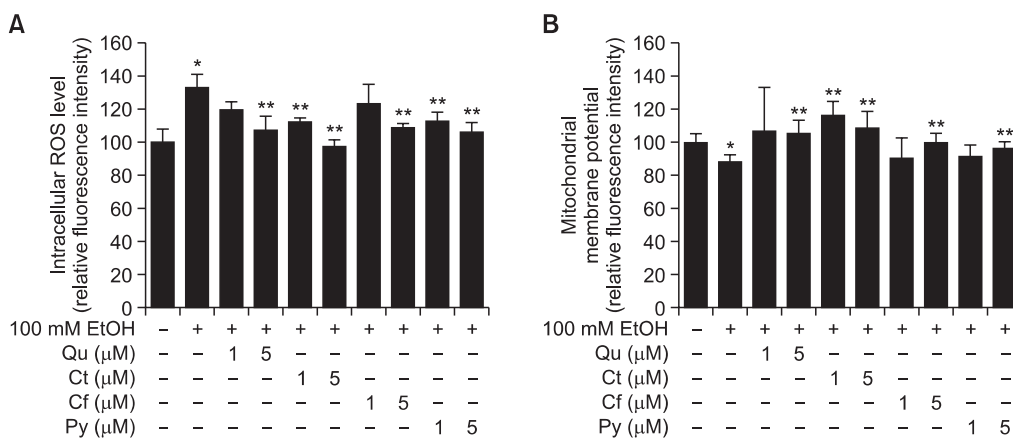 A
Intracellular ROS level
(relative fluorescence intensity)
160
140
120
100
80
60
40
20
0
*
**
**
**
**
**
**
100 mM EtOH – + + + + + + + + +
Qu (μM) – – 1 5 – – – – – –
Ct (μM) – – – – 1 5 – – – –
Cf (μM) – – – – – – 1 5 – –
Py (μM) – – – – – – – – 1 5
B
Mitochondrial
membrane potential
(relative fluorescence intensity)
160
140
120
100
80
60
40
20
0
*
**
**
**
**
**
100 mM EtOH – + + + + + + + + +
Qu (μM) – – 1 5 – – – – – –
Ct (μM) – – – – 1 5 – – – –
Cf (μM) – – – – – – 1 5 – –
Py (μM) – – – – – – – – 1 5